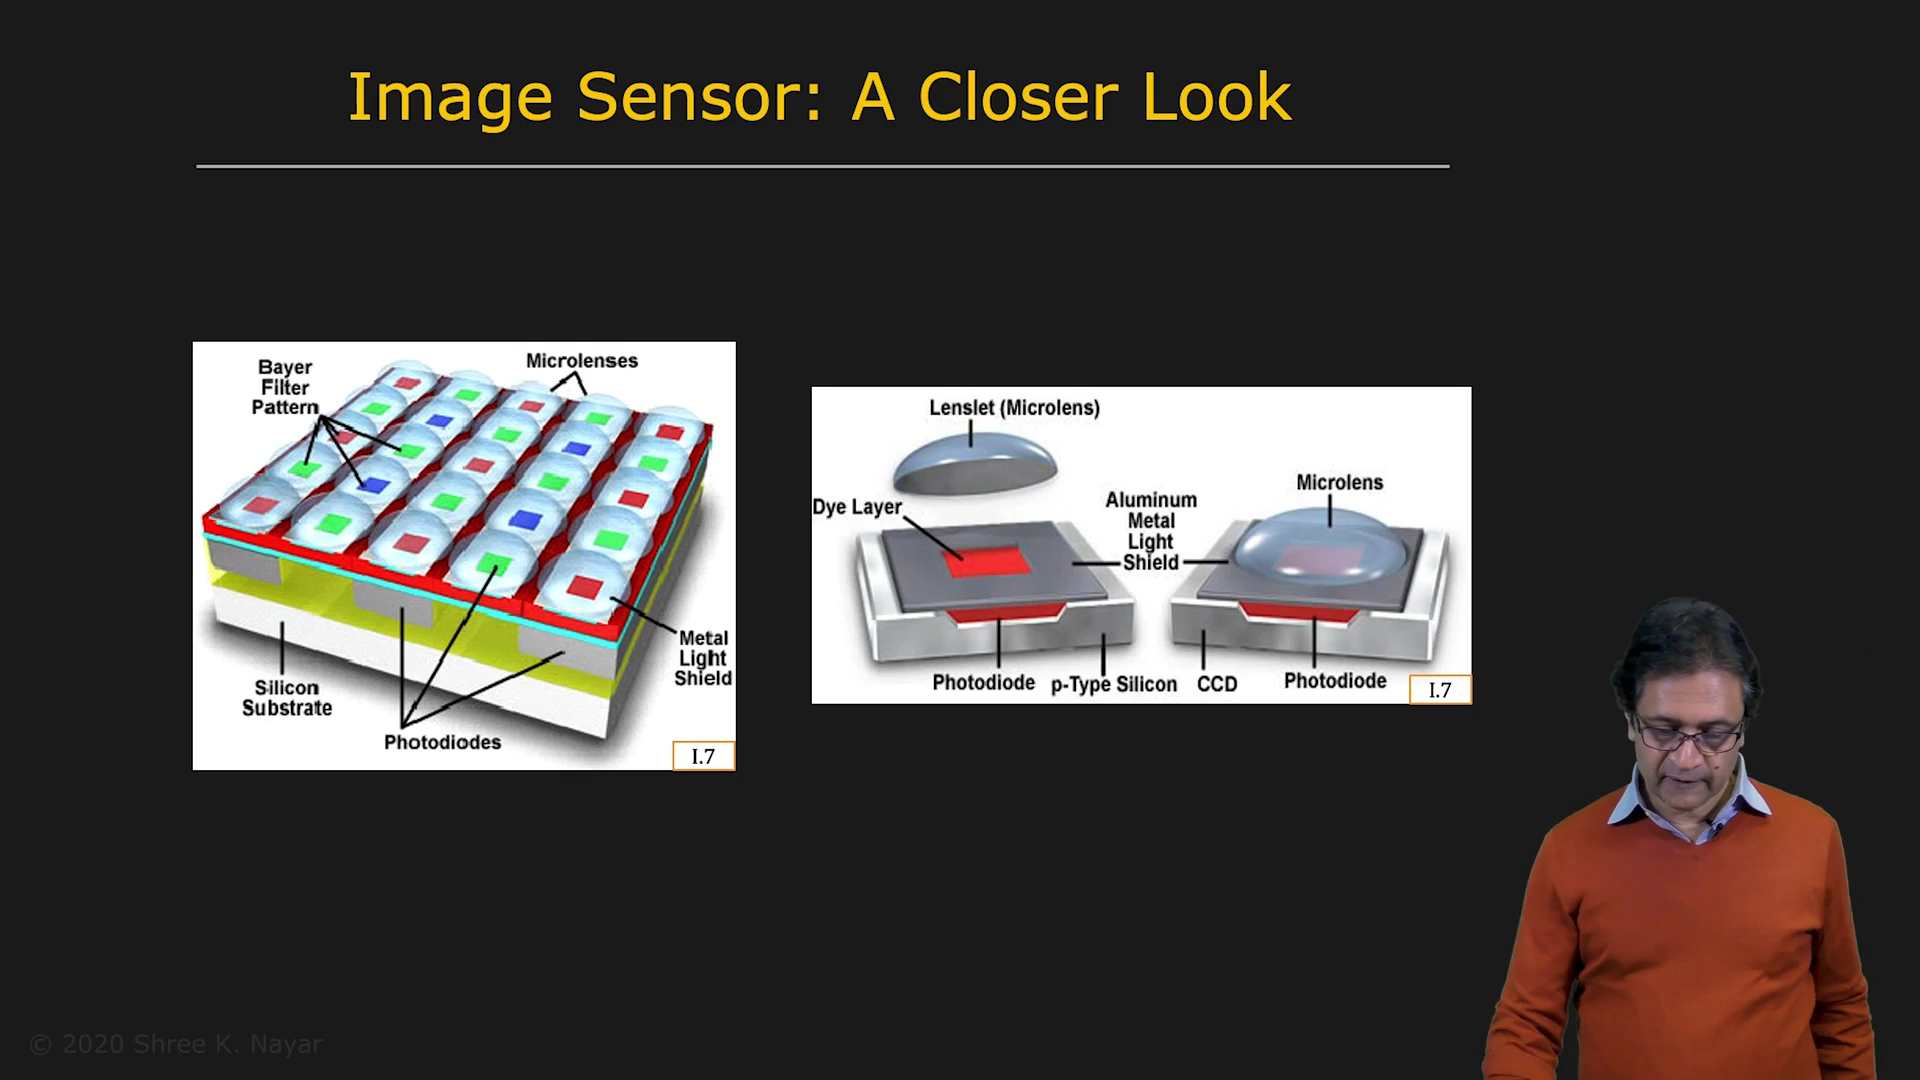 Image Sensor: A Closer Look
Bayer
Filter
Pattern
Microlenses
Metal
Light
Shield
Silicon
Substrate
Photodiodes
I.7
Lenslet (Microlens)
Dye Layer
Aluminum
Metal
Light
Shield
Microlens
Photodiode
p-Type Silicon
CCD
Photodiode
I.7
© 2020 Shree K. Nayar